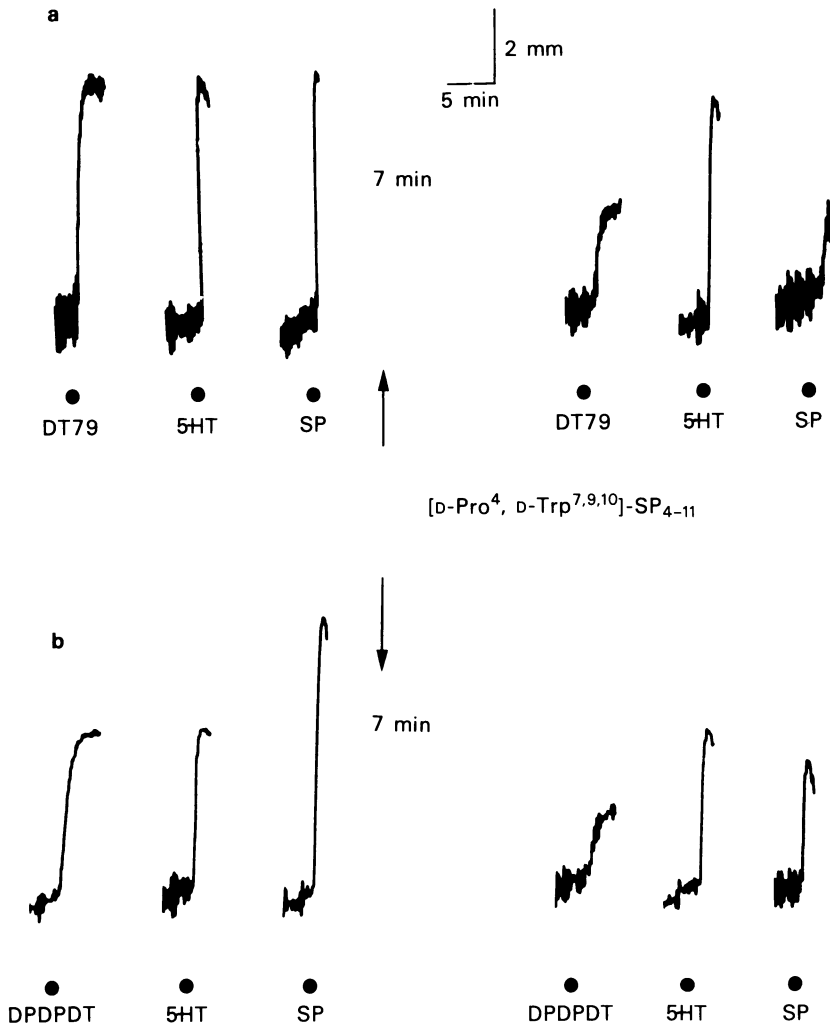 a
2 mm
5 min
7 min
DT79
5HT
SP
DT79
5HT
SP
[D-Pro⁴, D-Trp⁷,⁹,¹⁰]-SP₄₋₁₁
b
7 min
DPDPDT
5HT
SP
DPDPDT
5HT
SP